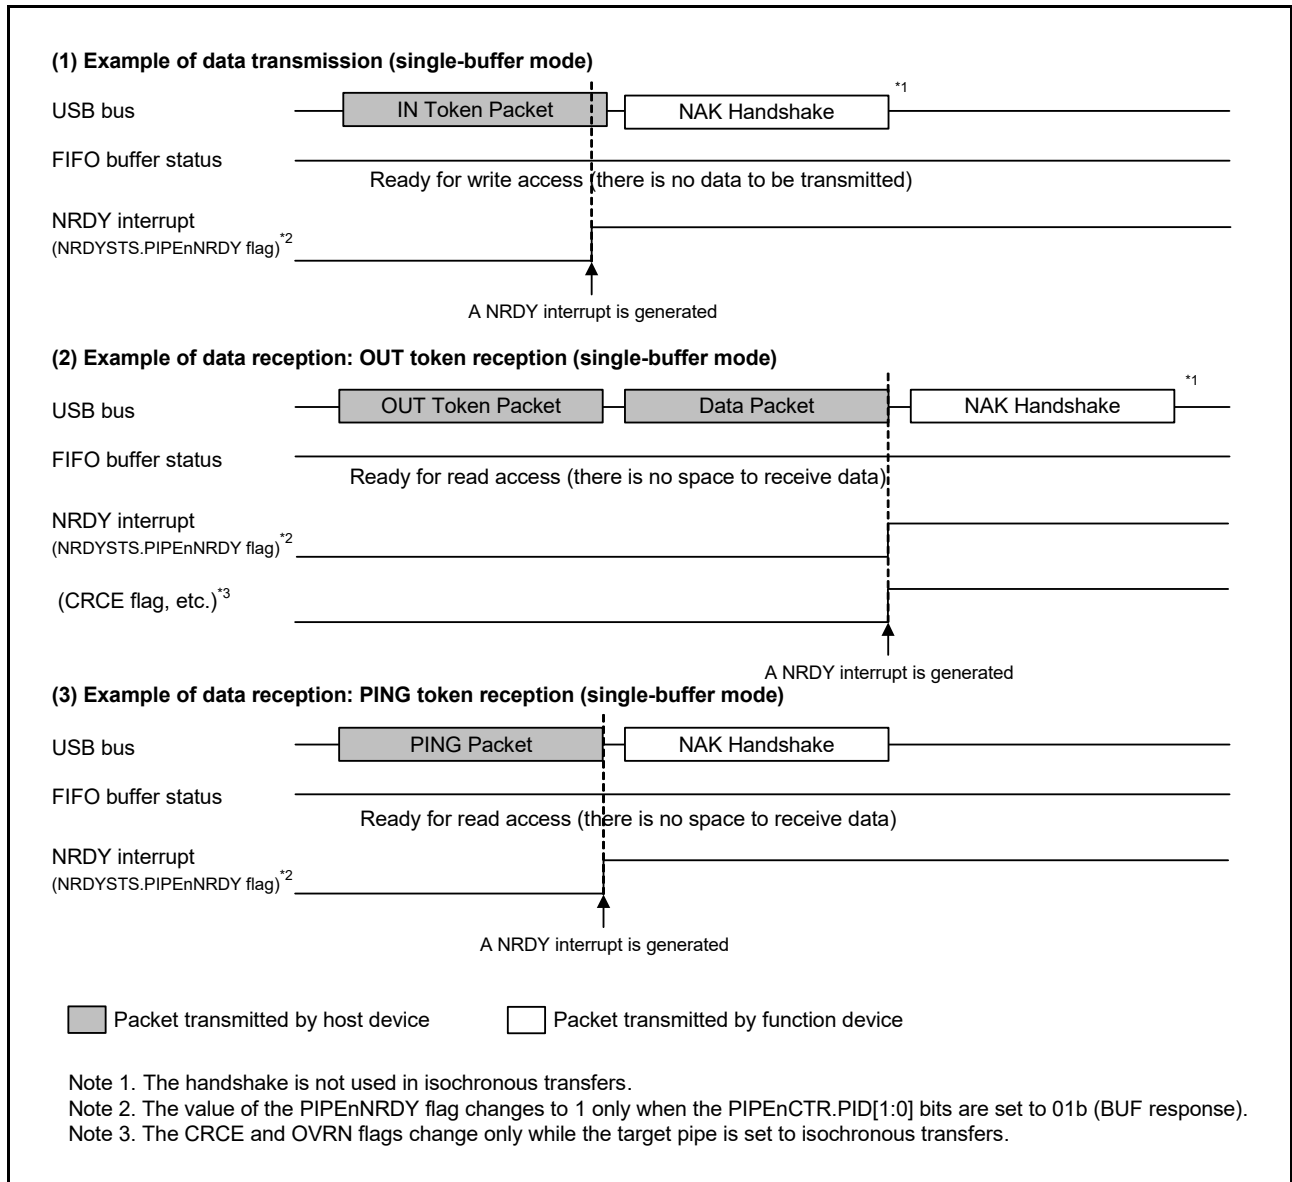 (1) Example of data transmission (single-buffer mode)
USB bus
IN Token Packet
NAK Handshake
*1
FIFO buffer status
Ready for write access (there is no data to be transmitted)
NRDY interrupt
(NRDYSTS.PIPEnNRDY flag)*2
A NRDY interrupt is generated
(2) Example of data reception: OUT token reception (single-buffer mode)
USB bus
OUT Token Packet
Data Packet
NAK Handshake
*1
FIFO buffer status
Ready for read access (there is no space to receive data)
NRDY interrupt
(NRDYSTS.PIPEnNRDY flag)*2
(CRCE flag, etc.)*3
A NRDY interrupt is generated
(3) Example of data reception: PING token reception (single-buffer mode)
USB bus
PING Packet
NAK Handshake
FIFO buffer status
Ready for read access (there is no space to receive data)
NRDY interrupt
(NRDYSTS.PIPEnNRDY flag)*2
A NRDY interrupt is generated
Packet transmitted by host device
Packet transmitted by function device
Note 1. The handshake is not used in isochronous transfers.
Note 2. The value of the PIPEnNRDY flag changes to 1 only when the PIPEnCTR.PID[1:0] bits are set to 01b (BUF response).
Note 3. The CRCE and OVRN flags change only while the target pipe is set to isochronous transfers.